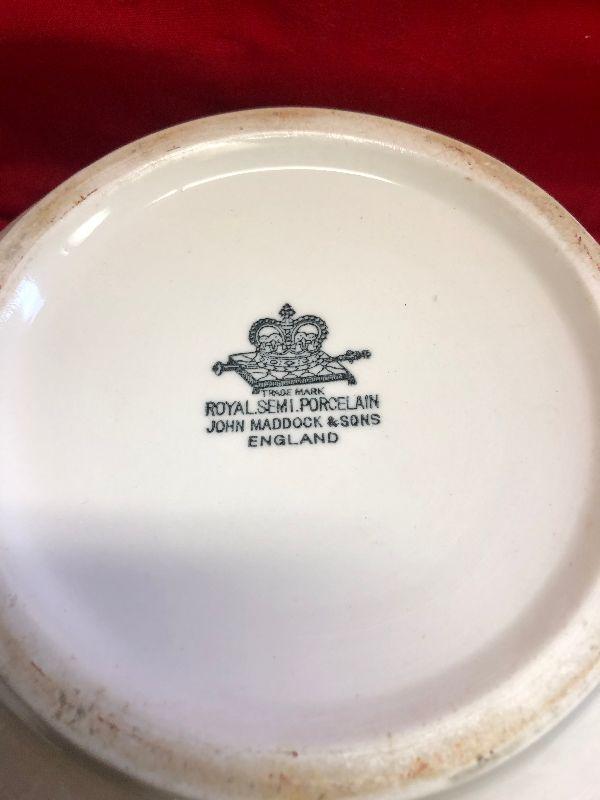 TRADE MARK
ROYAL.SEMI.PORCELAIN
JOHN MADDOCK & SONS
ENGLAND